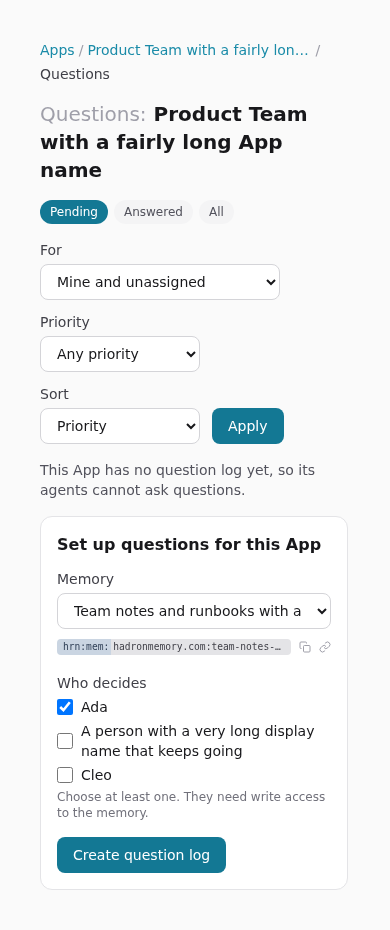 Apps / Product Team with a fairly lon… /
Questions
Questions: Product Team
with a fairly long App
name
Pending Answered All
For
Mine and unassigned
Priority
Any priority
Sort
Priority Apply
This App has no question log yet, so its
agents cannot ask questions.
Set up questions for this App
Memory
Team notes and runbooks with a
hrn:mem: hadronmemory.com:team-notes-…
Who decides
Ada
A person with a very long display
name that keeps going
Cleo
Choose at least one. They need write access
to the memory.
Create question log